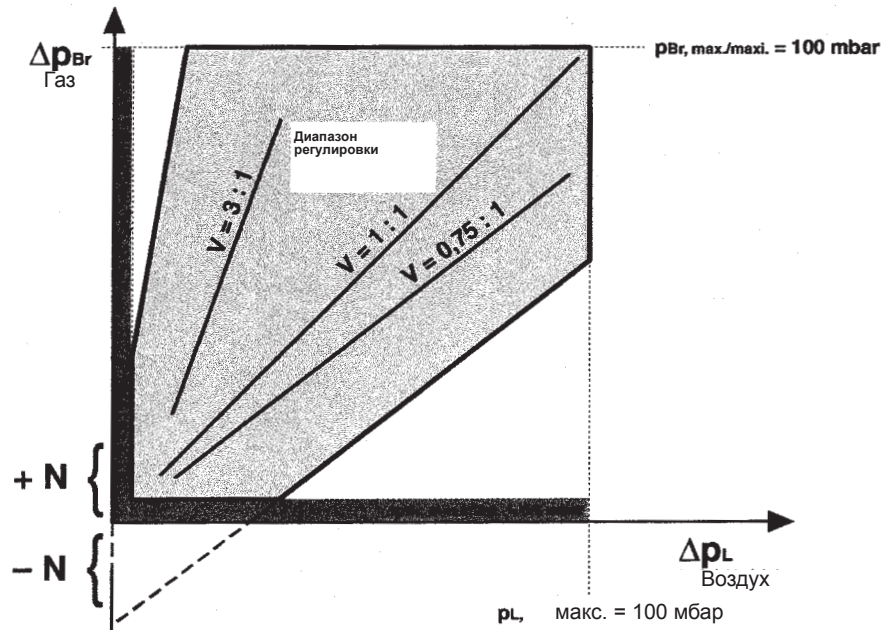 ΔpBr
Газ
pBr, max./maxi. = 100 mbar
Диапазон
регулировки
V = 3 : 1
V = 1 : 1
V = 0,75 : 1
+ N {
– N {
ΔpL
Воздух
pL, макс. = 100 мбар